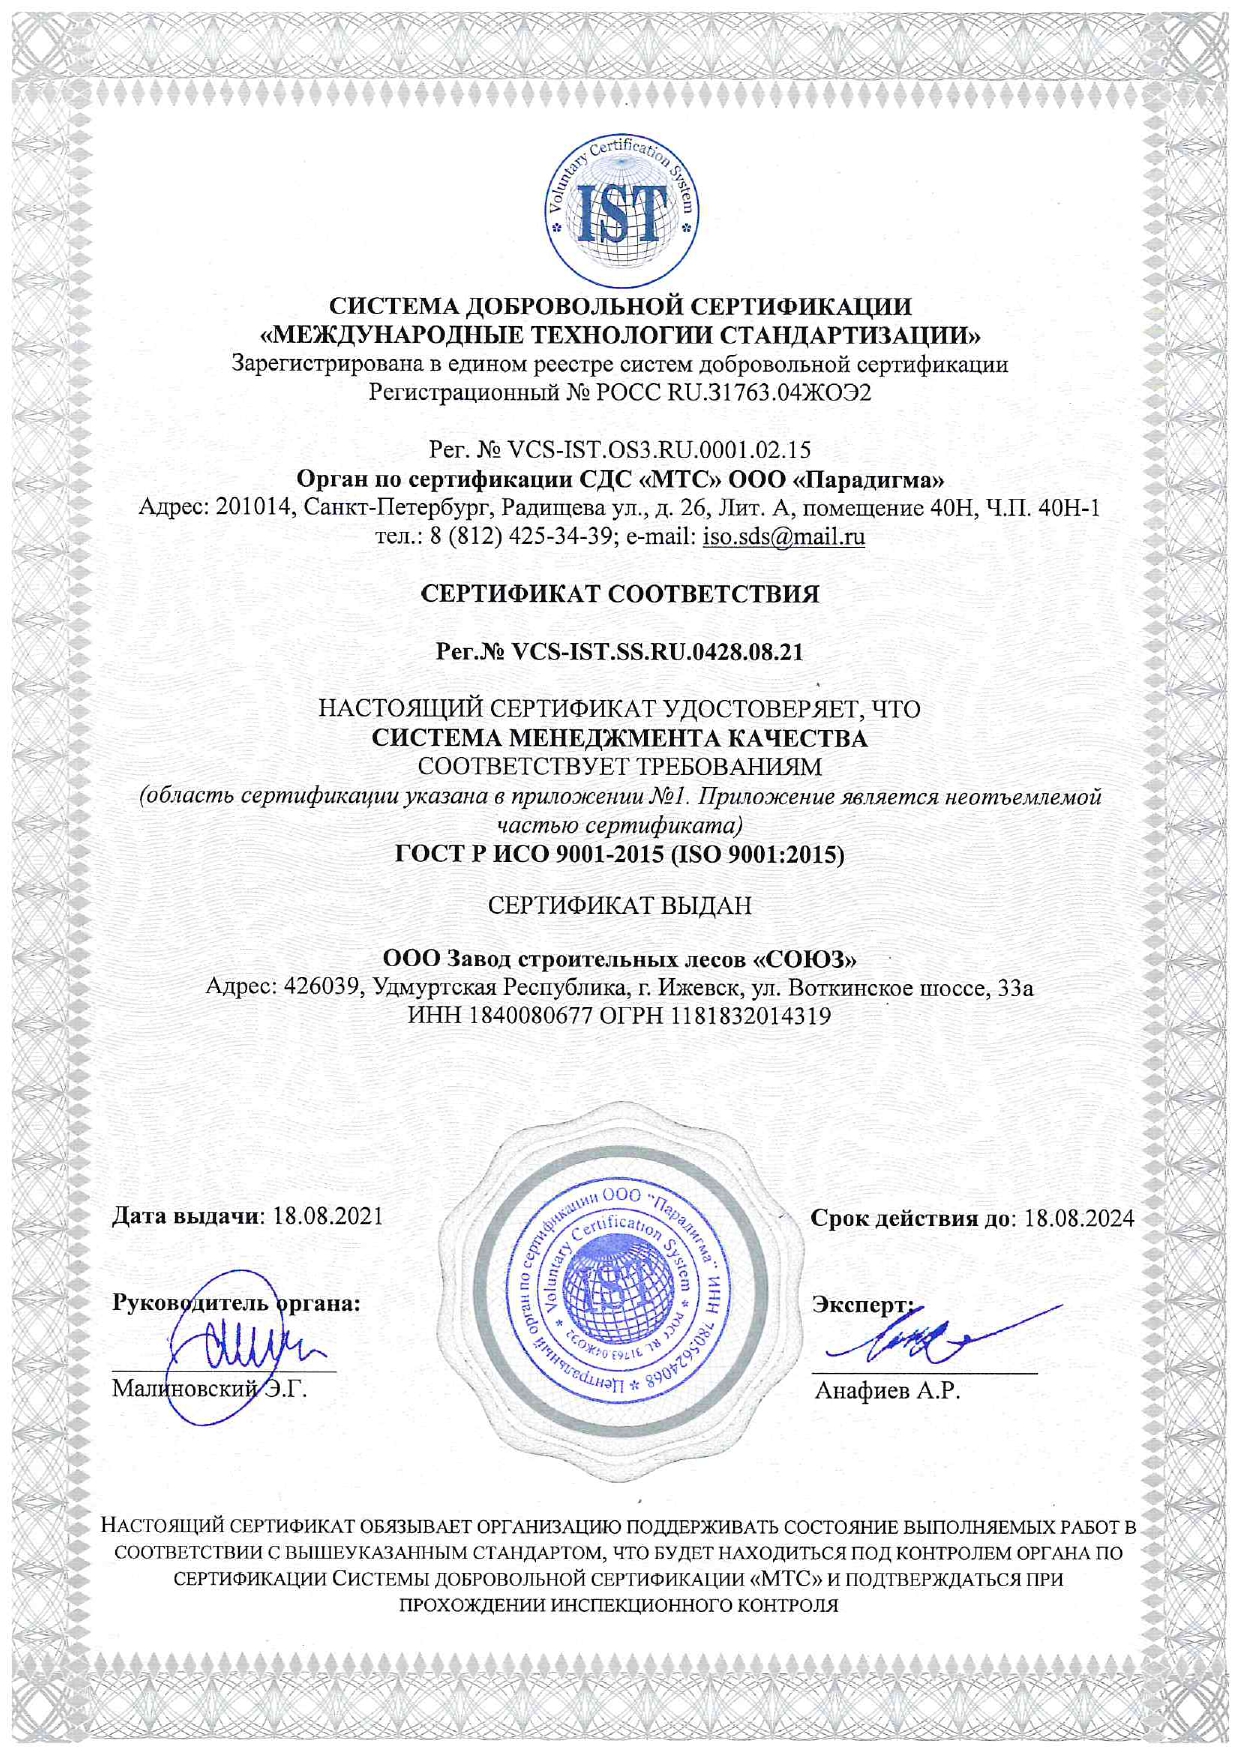 Voluntary Certification System
IST
СИСТЕМА ДОБРОВОЛЬНОЙ СЕРТИФИКАЦИИ
«МЕЖДУНАРОДНЫЕ ТЕХНОЛОГИИ СТАНДАРТИЗАЦИИ»
Зарегистрирована в едином реестре систем добровольной сертификации
Регистрационный № РОСС RU.31763.04ЖОЭ2
Рег. № VCS-IST.OS3.RU.0001.02.15
Орган по сертификации СДС «МТС» ООО «Парадигма»
Адрес: 201014, Санкт-Петербург, Радищева ул., д. 26, Лит. А, помещение 40Н, Ч.П. 40Н-1
тел.: 8 (812) 425-34-39; e-mail: iso.sds@mail.ru
СЕРТИФИКАТ СООТВЕТСТВИЯ
Рег.№ VCS-IST.SS.RU.0428.08.21
НАСТОЯЩИЙ СЕРТИФИКАТ УДОСТОВЕРЯЕТ, ЧТО
СИСТЕМА МЕНЕДЖМЕНТА КАЧЕСТВА
СООТВЕТСТВУЕТ ТРЕБОВАНИЯМ
(область сертификации указана в приложении №1. Приложение является неотъемлемой
частью сертификата)
ГОСТ Р ИСО 9001-2015 (ISO 9001:2015)
СЕРТИФИКАТ ВЫДАН
ООО Завод строительных лесов «СОЮЗ»
Адрес: 426039, Удмуртская Республика, г. Ижевск, ул. Воткинское шоссе, 33а
ИНН 1840080677 ОГРН 1181832014319
Дата выдачи: 18.08.2021
Срок действия до: 18.08.2024
Центральный орган по сертификации ООО "Парадигма" ИНН 7805624068
Voluntary Certification System * РОСС RU 31763 04ЖОЭ2 *
IST
Руководитель органа:
Малиновский Э.Г.
Эксперт:
Анафиев А.Р.
НАСТОЯЩИЙ СЕРТИФИКАТ ОБЯЗЫВАЕТ ОРГАНИЗАЦИЮ ПОДДЕРЖИВАТЬ СОСТОЯНИЕ ВЫПОЛНЯЕМЫХ РАБОТ В
СООТВЕТСТВИИ С ВЫШЕУКАЗАННЫМ СТАНДАРТОМ, ЧТО БУДЕТ НАХОДИТЬСЯ ПОД КОНТРОЛЕМ ОРГАНА ПО
СЕРТИФИКАЦИИ СИСТЕМЫ ДОБРОВОЛЬНОЙ СЕРТИФИКАЦИИ «МТС» И ПОДТВЕРЖДАТЬСЯ ПРИ
ПРОХОЖДЕНИИ ИНСПЕКЦИОННОГО КОНТРОЛЯ